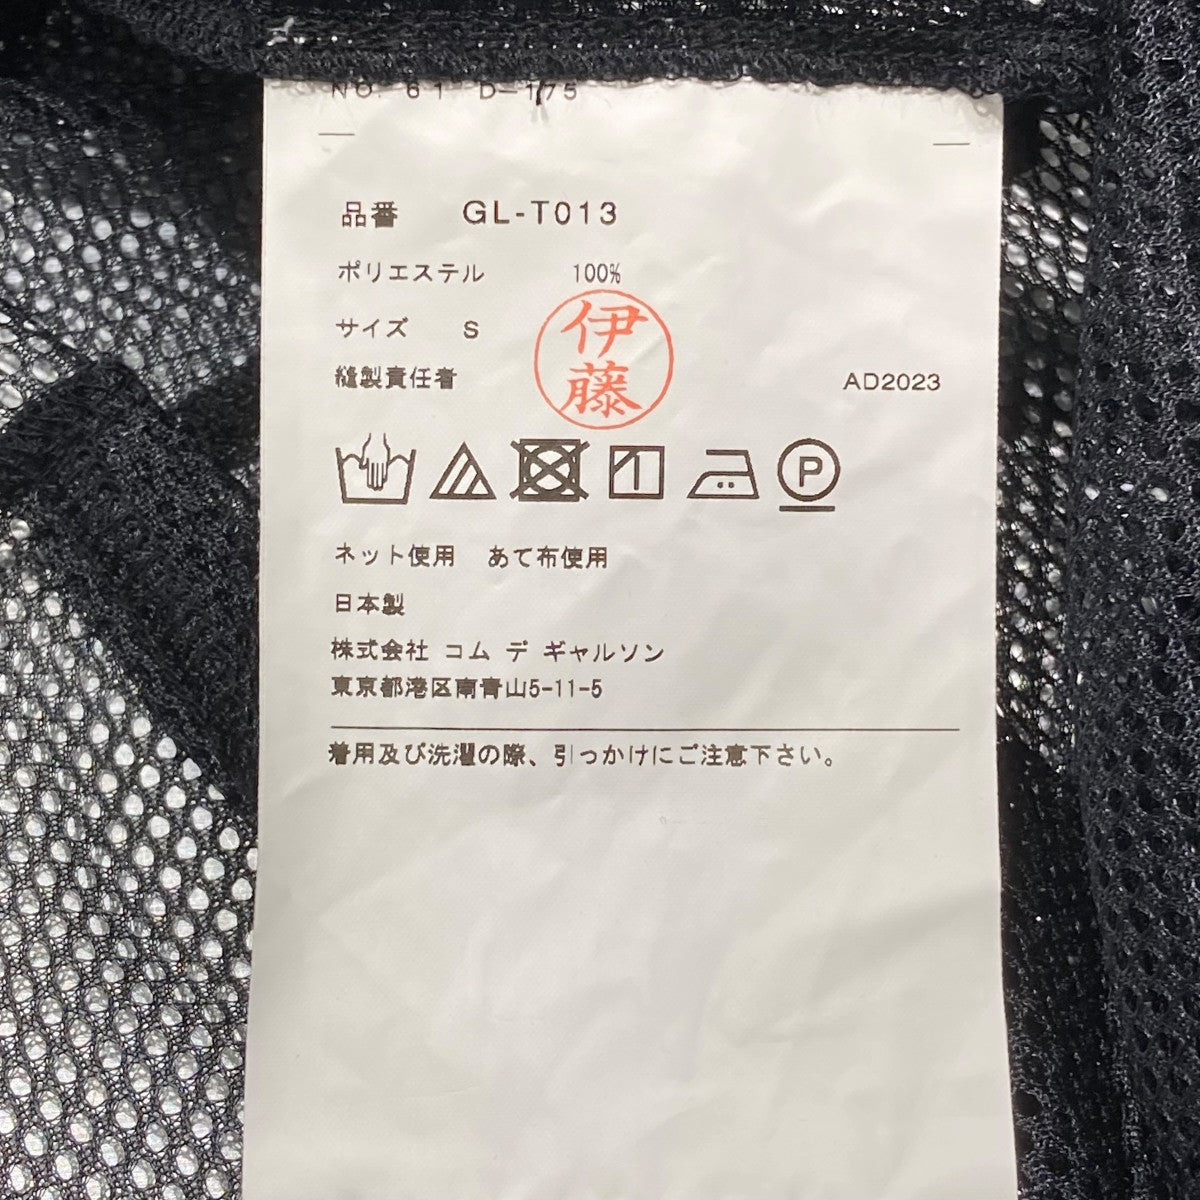 NO. 61 D-175
品番 GL-T013
ポリエステル 100%
サイズ S
伊藤
縫製責任者
AD2023
P
ネット使用 あて布使用
日本製
株式会社 コム デ ギャルソン
東京都港区南青山5-11-5
着用及び洗濯の際、引っかけにご注意下さい。